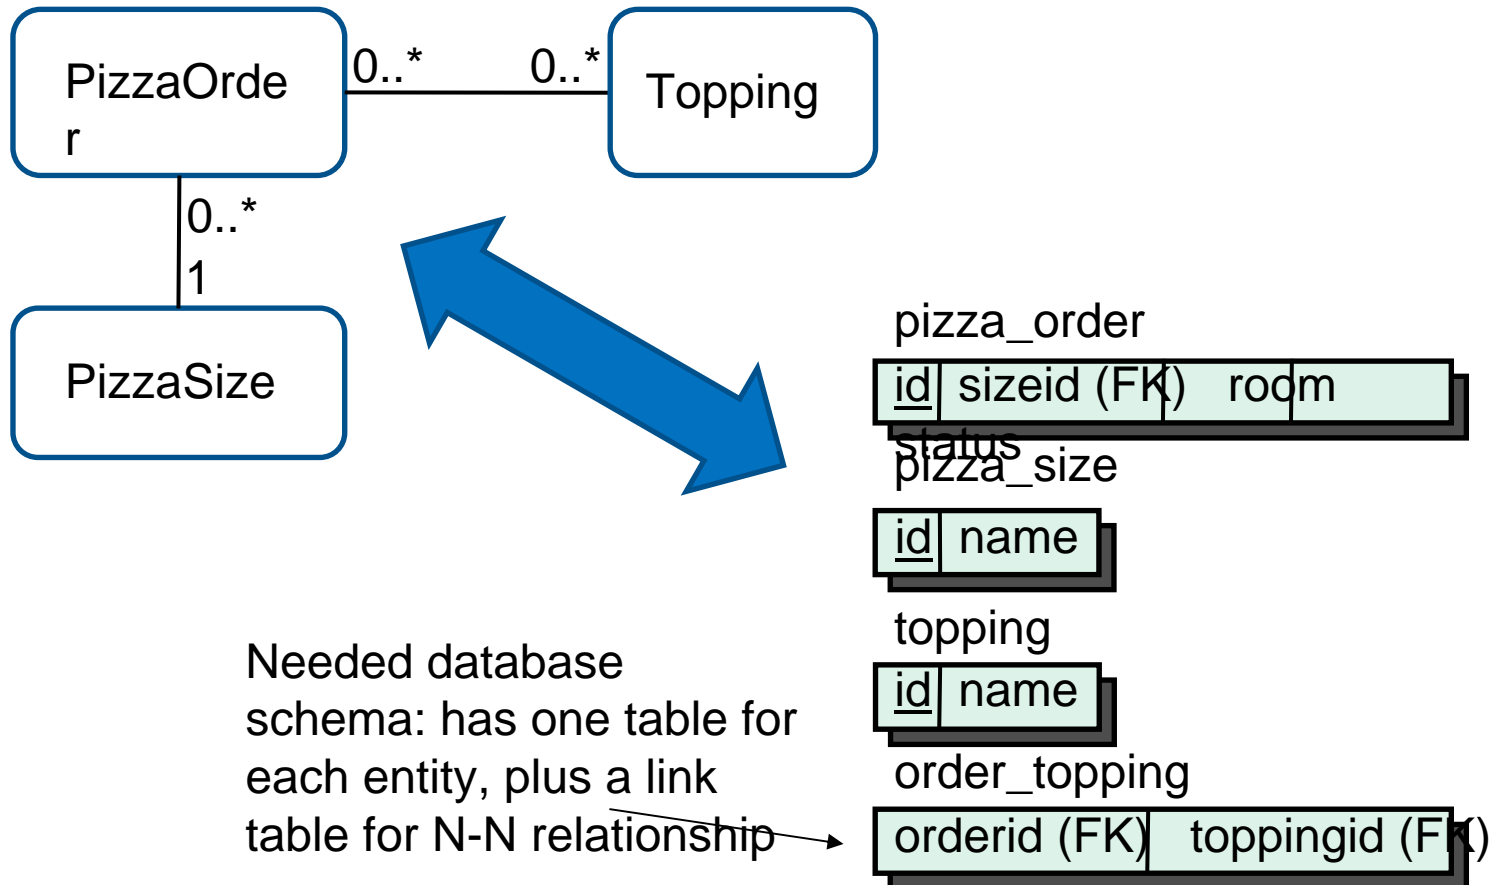 PizzaOrde
r
0..*
0..*
Topping
0..*
1
PizzaSize
pizza_order
id sizeid (FK) room
status
pizza_size
id name
topping
id name
order_topping
orderid (FK) toppingid (FK)
Needed database
schema: has one table for
each entity, plus a link
table for N-N relationship